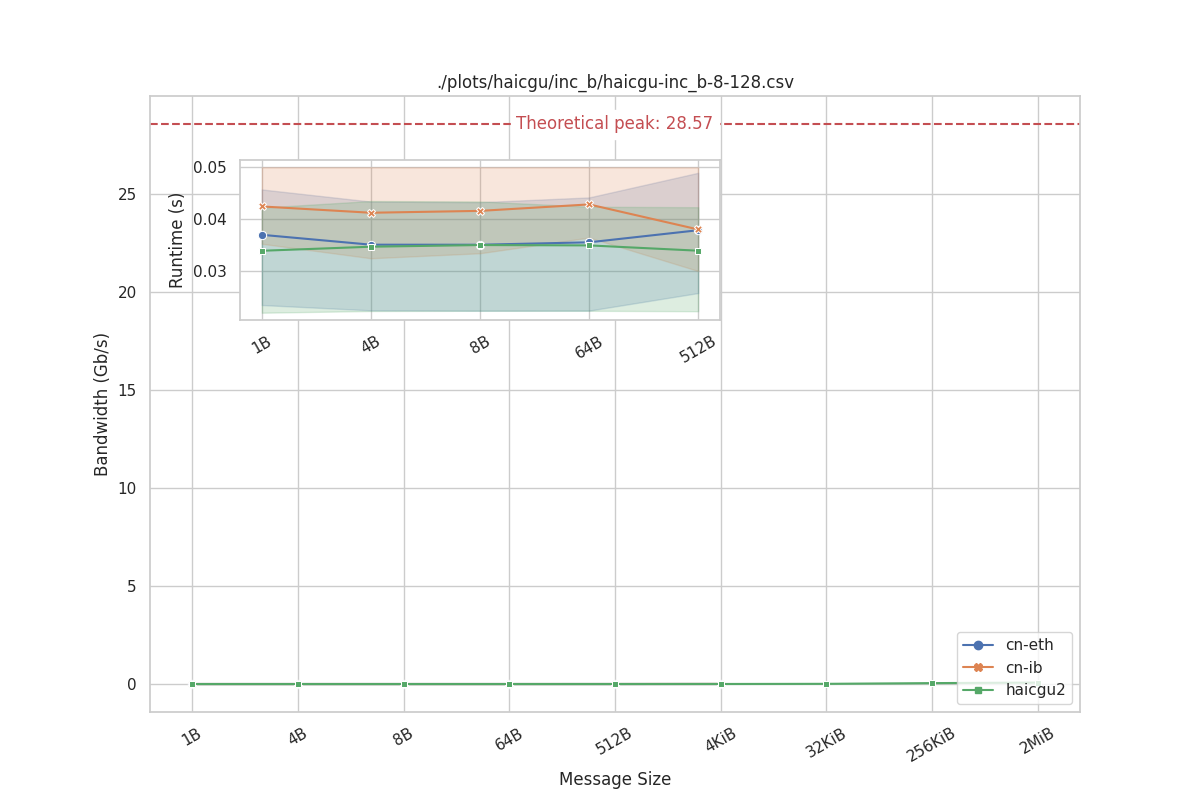 ./plots/haicgu/inc_b/haicgu-inc_b-8-128.csv
Theoretical peak: 28.57
Bandwidth (Gb/s)
25
20
15
10
5
0
Runtime (s)
0.05
0.04
0.03
1B
4B
8B
64B
512B
cn-eth
cn-ib
haicgu2
1B
4B
8B
64B
512B
4KiB
32KiB
256KiB
2MiB
Message Size